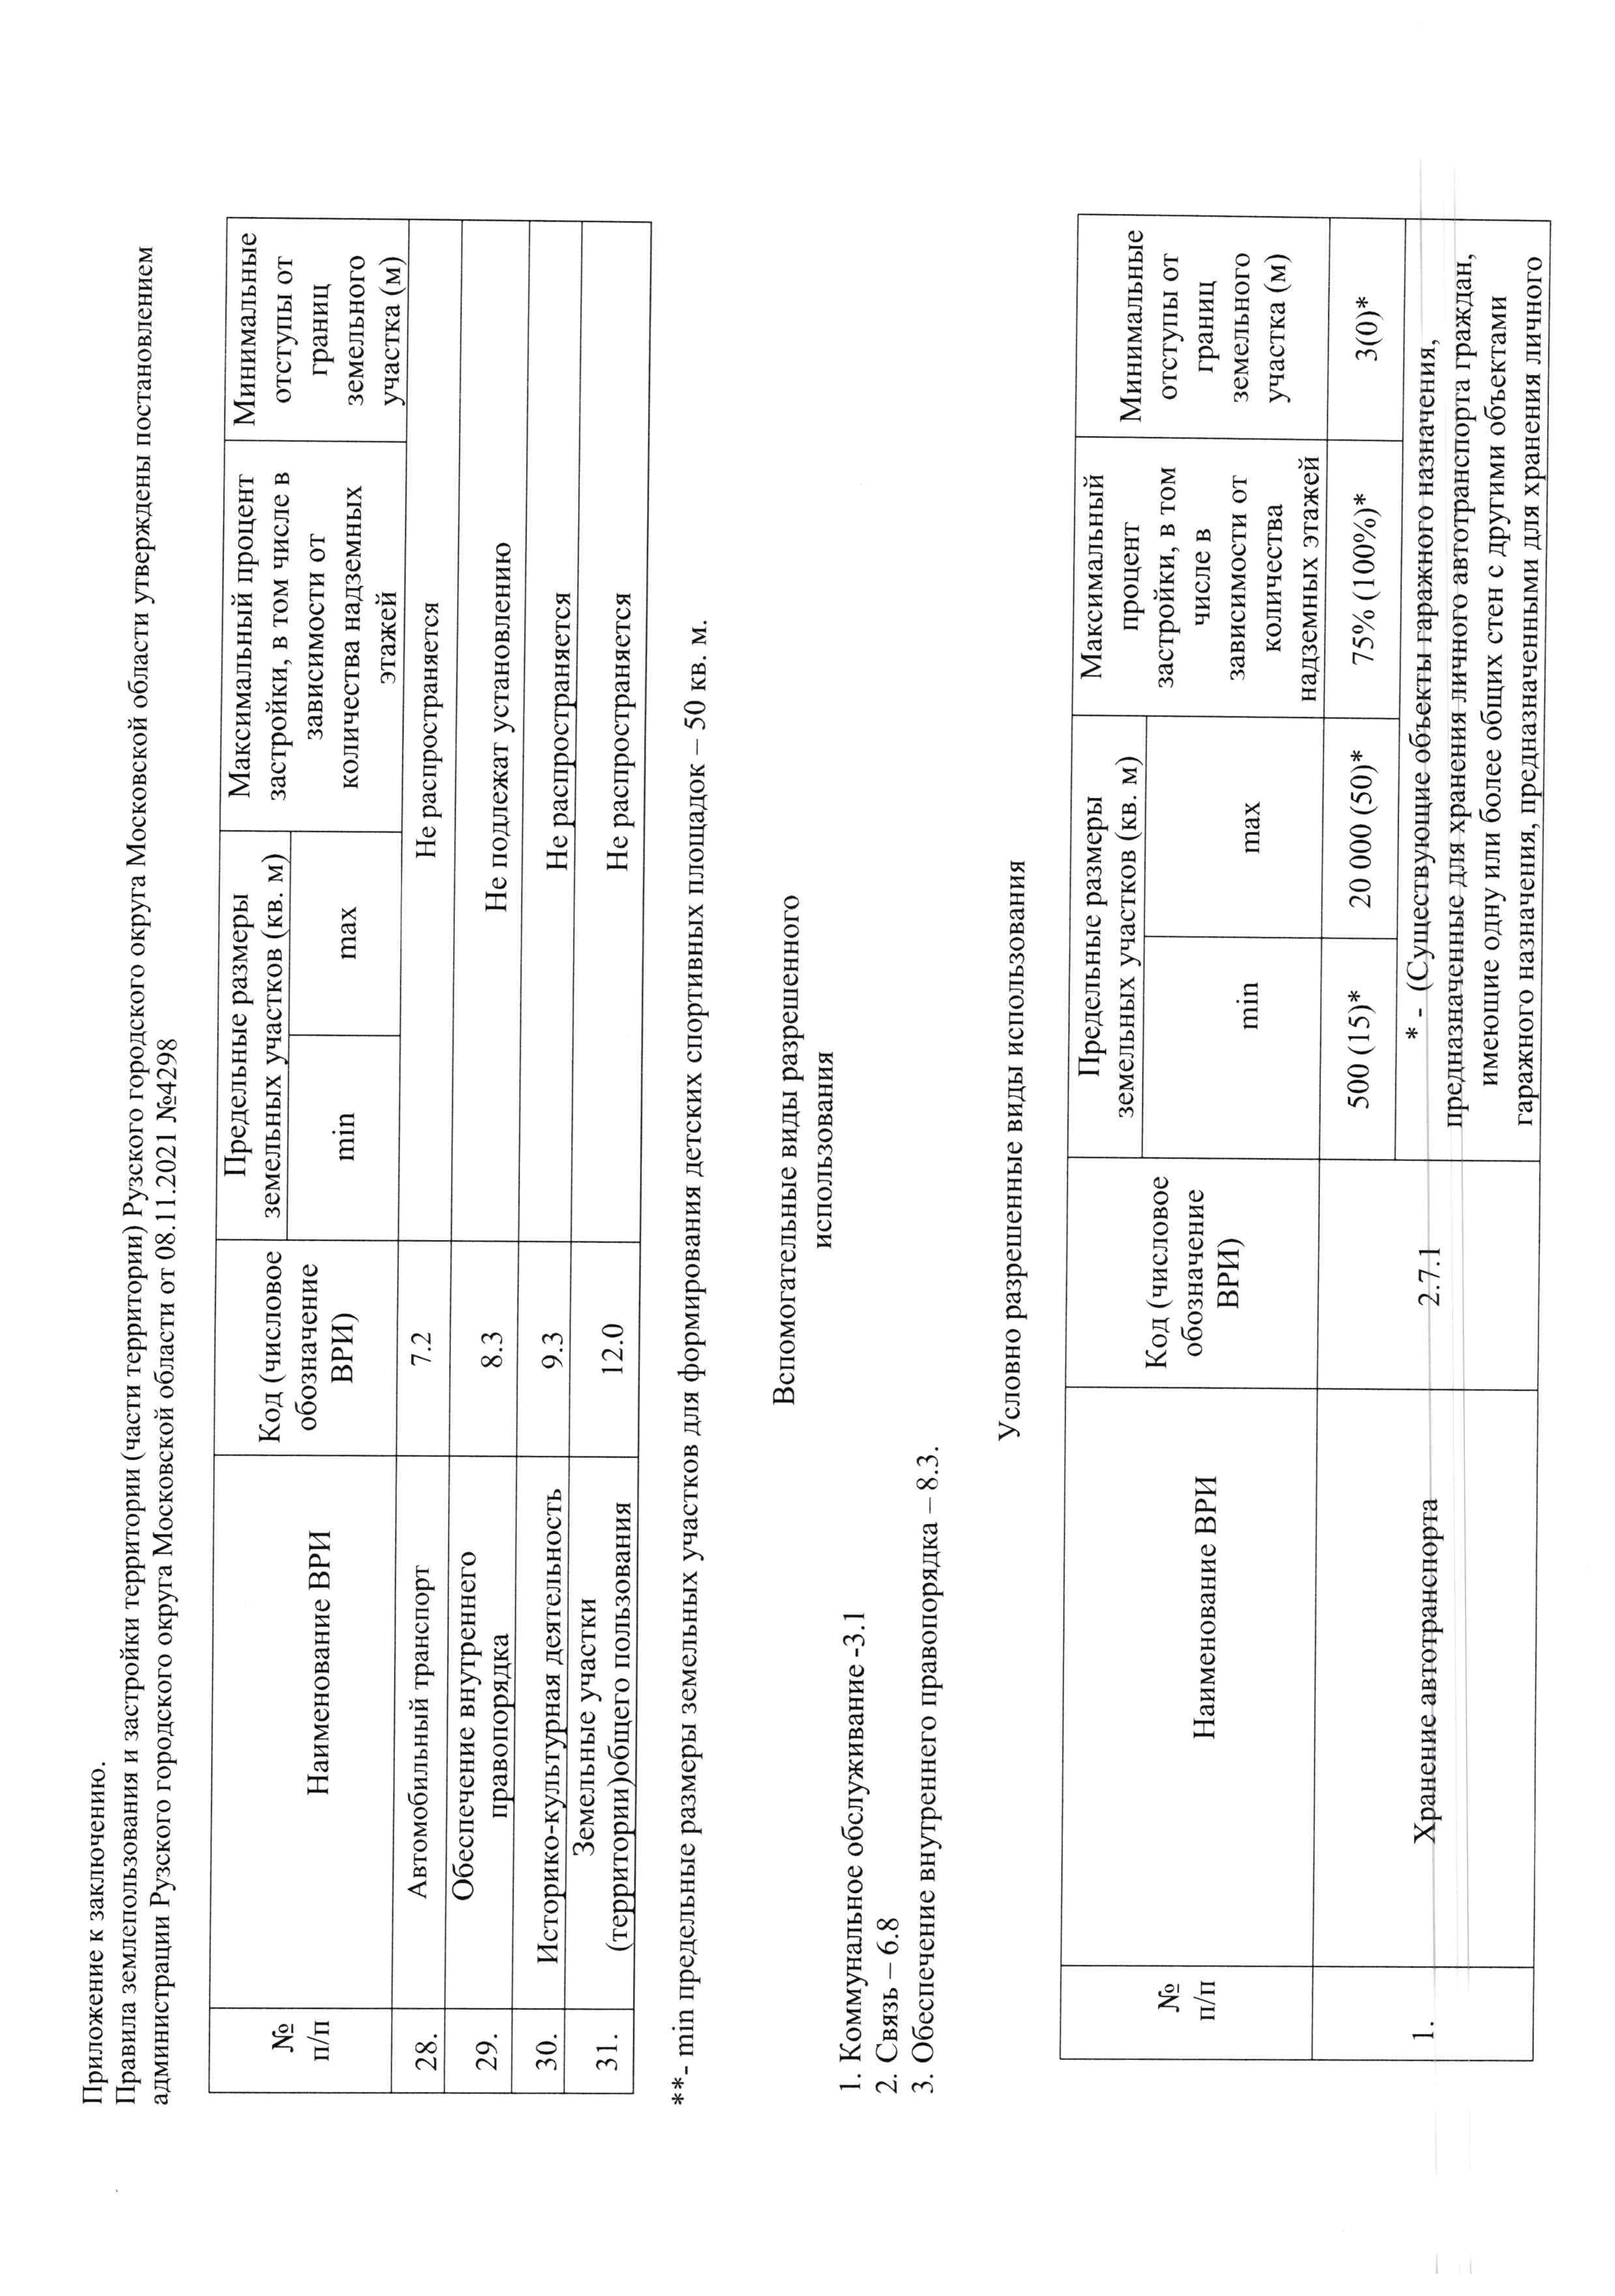 Приложение к заключению.
Правила землепользования и застройки территории (части территории) Рузского городского округа Московской области утверждены постановлением
администрации Рузского городского округа Московской области от 08.11.2021 №4298
№
п/п
Наименование ВРИ
Код (числовое
обозначение
ВРИ)
Предельные размеры
земельных участков (кв. м)
min
max
Максимальный процент
застройки, в том числе в
зависимости от
количества надземных
этажей
Минимальные
отступы от
границ
земельного
участка (м)
28.
Автомобильный транспорт
7.2
Не распространяется
29.
Обеспечение внутреннего
правопорядка
8.3
Не подлежат установлению
30.
Историко-культурная деятельность
9.3
Не распространяется
31.
Земельные участки
(территории)общего пользования
12.0
Не распространяется
**- min предельные размеры земельных участков для формирования детских спортивных площадок – 50 кв. м.
Вспомогательные виды разрешенного
использования
1. Коммунальное обслуживание -3.1
2. Связь – 6.8
3. Обеспечение внутреннего правопорядка – 8.3.
Условно разрешенные виды использования
№
п/п
Наименование ВРИ
Код (числовое
обозначение
ВРИ)
Предельные размеры
земельных участков (кв. м)
min
max
Максимальный
процент
застройки, в том
числе в
зависимости от
количества
надземных этажей
Минимальные
отступы от
границ
земельного
участка (м)
1.
Хранение автотранспорта
2.7.1
500 (15)*
20 000 (50)*
75% (100%)*
3(0)*
* - (Существующие объекты гаражного назначения,
предназначенные для хранения личного автотранспорта граждан,
имеющие одну или более общих стен с другими объектами
гаражного назначения, предназначенными для хранения личного